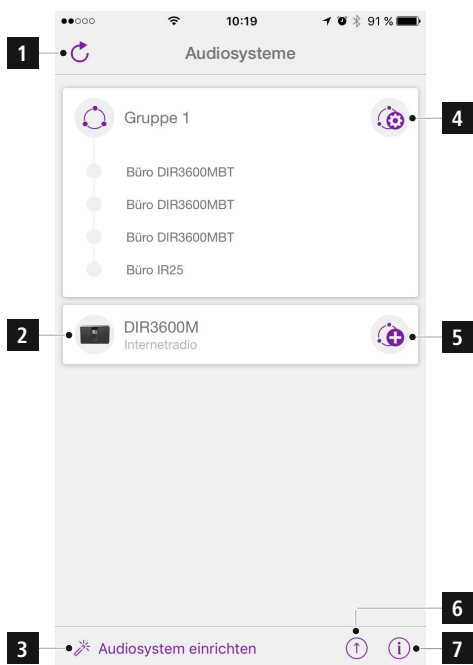 10:19
91 %
1
Audiosysteme
Gruppe 1
4
Büro DIR3600MBT
Büro DIR3600MBT
Büro DIR3600MBT
Büro IR25
2
DIR3600M
Internetradio
5
6
3
Audiosystem einrichten
i
7